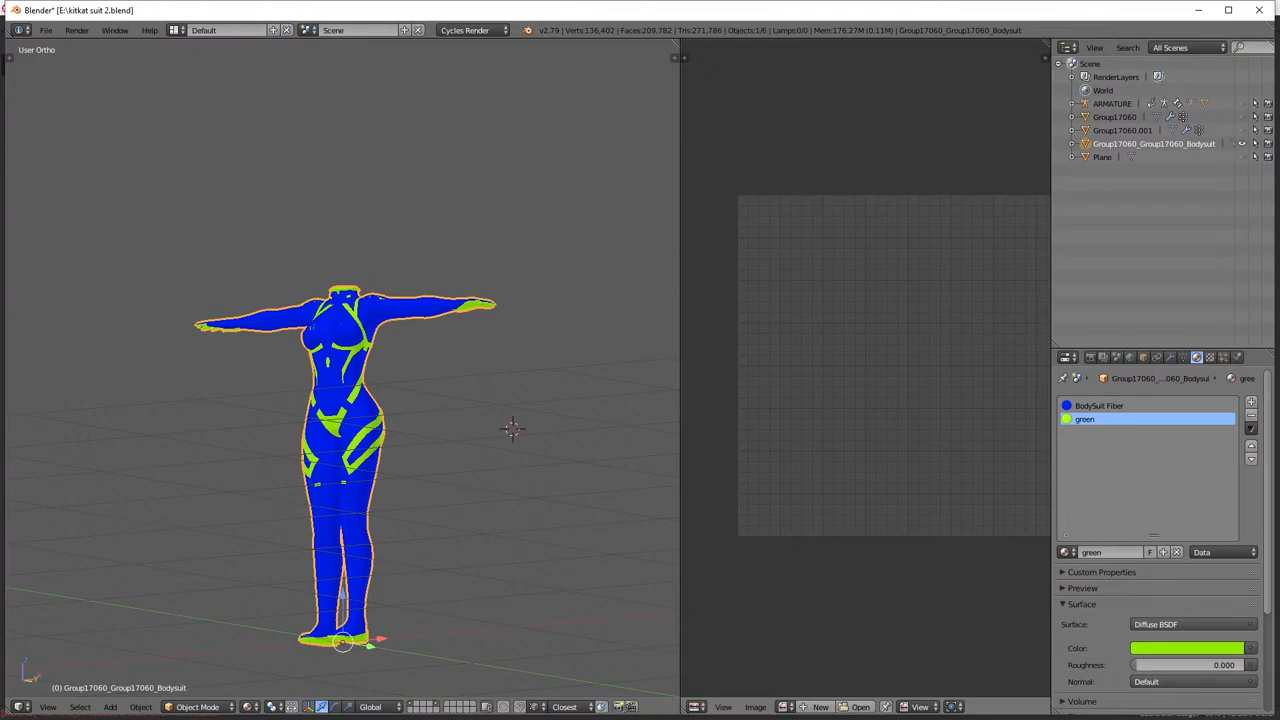 Blender* [E:\kitkat suit 2.blend]
File Render Window Help Default Scene Cycles Render v2.79 | Verts:136,402 | Faces:209,782 | Tris:271,786 | Objects:1/6 | Lamps:0/0 | Mem:176.27M (0.11M) | Group17060_Group17060_Bodysuit
User Ortho
View Search All Scenes
Scene
RenderLayers
World
ARMATURE
Group17060
Group17060.001
Group17060_Group17060_Bodysuit
Plane
Group17060_...060_Bodysui gree
BodySuit Fiber
green
green F Data
Custom Properties
Preview
Surface
Surface: Diffuse BSDF
Color:
Roughness: 0.000
Normal: Default
Volume
(0) Group17060_Group17060_Bodysuit
View Select Add Object Object Mode Global Closest View Image New Open View